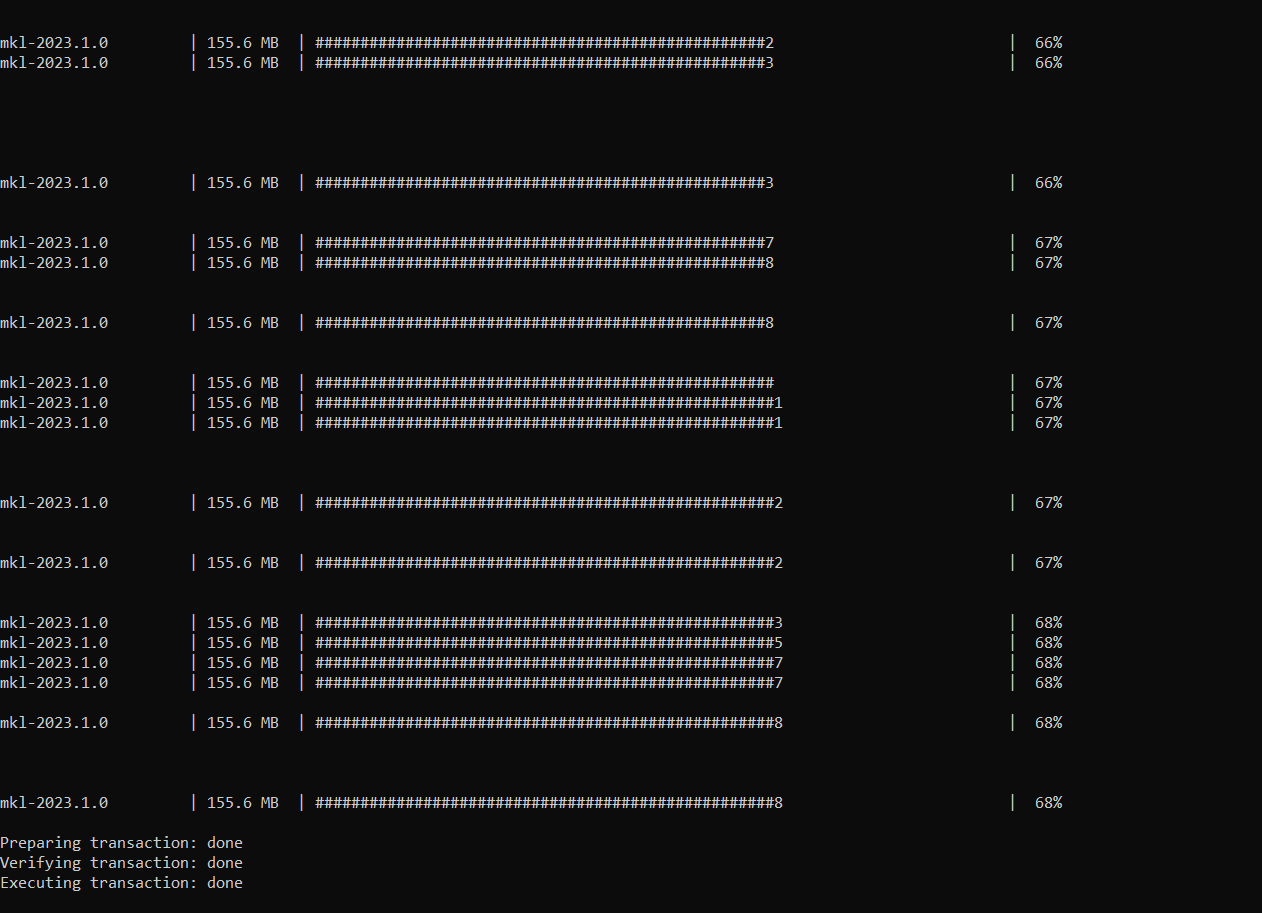 mkl-2023.1.0 | 155.6 MB | ##################################################2 | 66%
mkl-2023.1.0 | 155.6 MB | ##################################################3 | 66%
mkl-2023.1.0 | 155.6 MB | ##################################################3 | 66%
mkl-2023.1.0 | 155.6 MB | ##################################################7 | 67%
mkl-2023.1.0 | 155.6 MB | ##################################################8 | 67%
mkl-2023.1.0 | 155.6 MB | ##################################################8 | 67%
mkl-2023.1.0 | 155.6 MB | ################################################### | 67%
mkl-2023.1.0 | 155.6 MB | ###################################################1 | 67%
mkl-2023.1.0 | 155.6 MB | ###################################################1 | 67%
mkl-2023.1.0 | 155.6 MB | ###################################################2 | 67%
mkl-2023.1.0 | 155.6 MB | ###################################################2 | 67%
mkl-2023.1.0 | 155.6 MB | ###################################################3 | 68%
mkl-2023.1.0 | 155.6 MB | ###################################################5 | 68%
mkl-2023.1.0 | 155.6 MB | ###################################################7 | 68%
mkl-2023.1.0 | 155.6 MB | ###################################################7 | 68%
mkl-2023.1.0 | 155.6 MB | ###################################################8 | 68%
mkl-2023.1.0 | 155.6 MB | ###################################################8 | 68%
Preparing transaction: done
Verifying transaction: done
Executing transaction: done